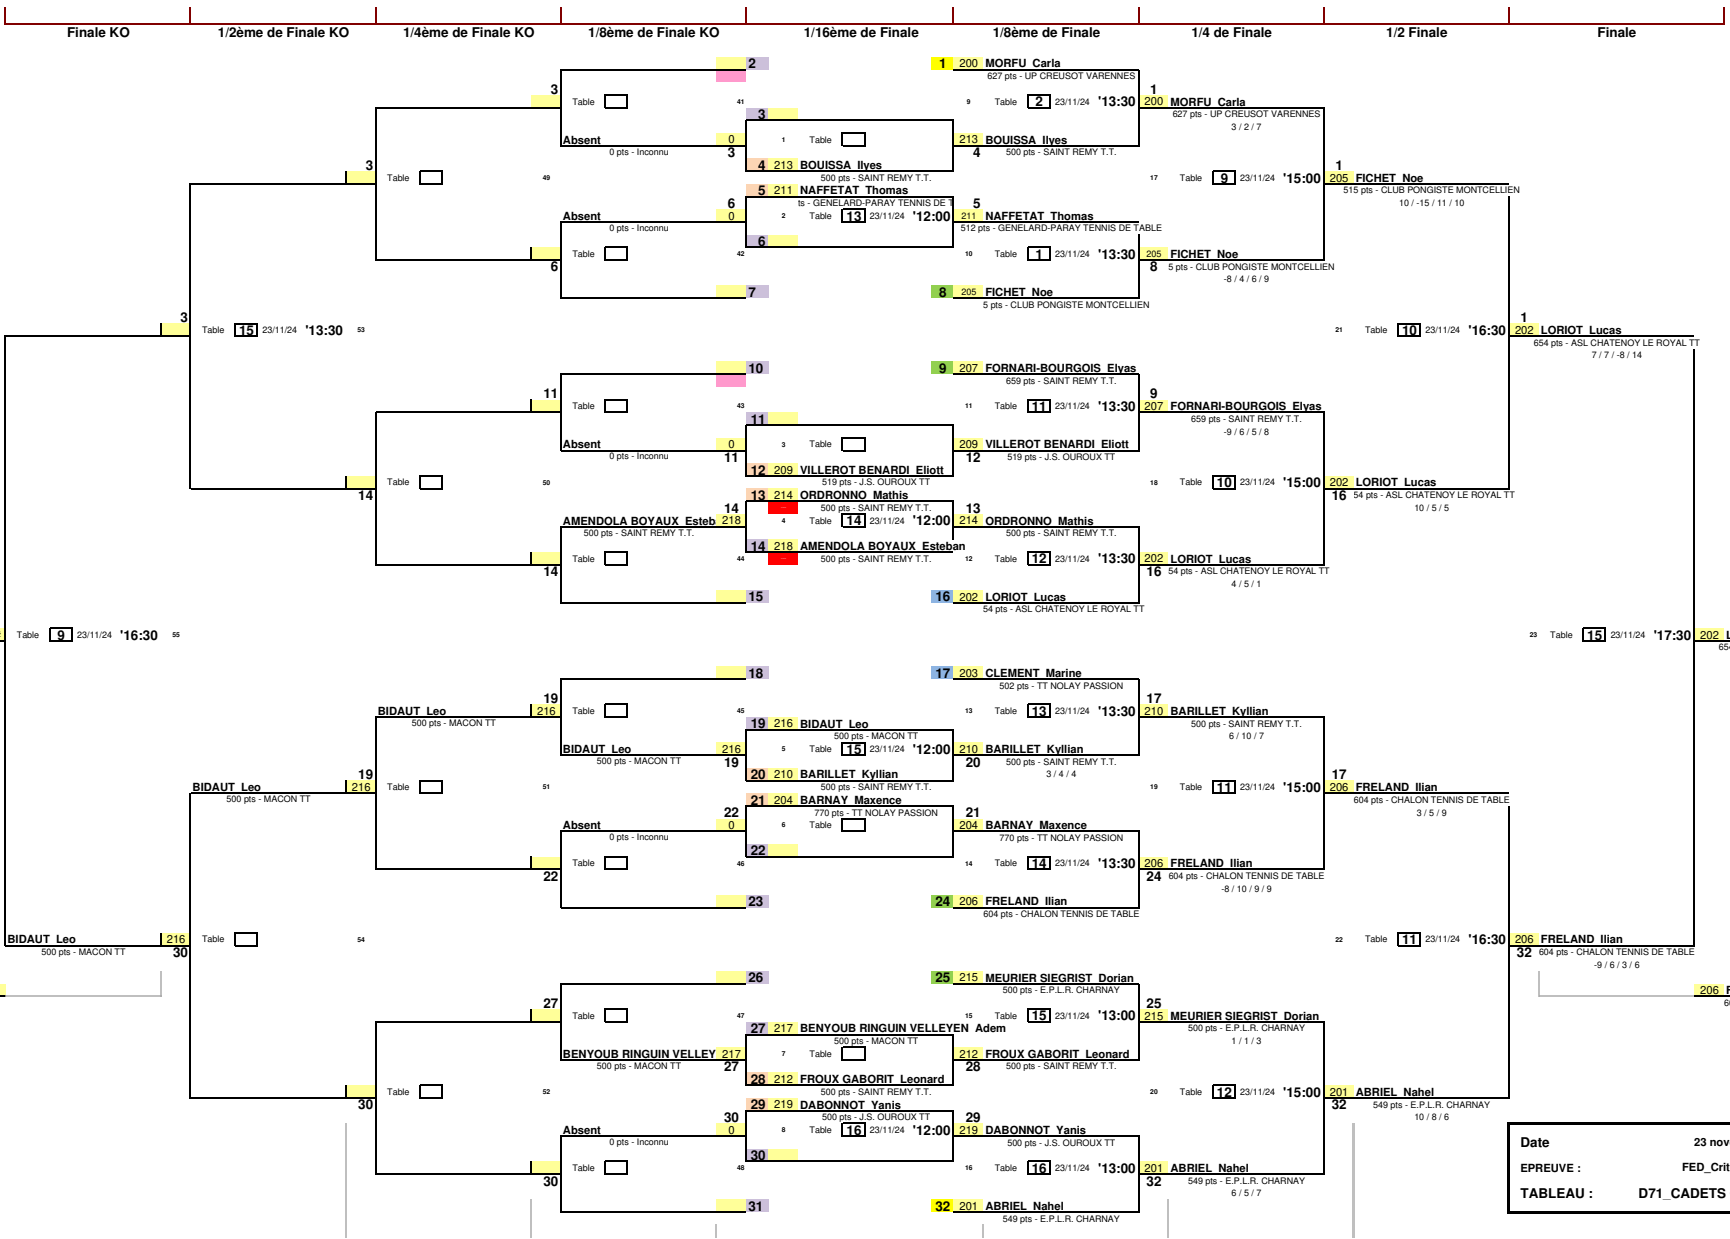 Finale KO 1/2ème de Finale KO 1/4ème de Finale KO 1/8ème de Finale KO 1/16ème de Finale 1/8ème de Finale 1/4 de Finale 1/2 Finale Finale
2 1 200 MORFU Carla
627 pts - UP CREUSOT VARENNES
3 1
Table 41 9 Table 2 23/11/24 '13:30 200 MORFU Carla
3 627 pts - UP CREUSOT VARENNES
3 / 2 / 7
Absent 0 1 Table 213 BOUISSA Ilyes
0 pts - Inconnu 3 4 500 pts - SAINT REMY T.T.
3 4 213 BOUISSA Ilyes 1
Table 49 500 pts - SAINT REMY T.T. 17 Table 9 23/11/24 '15:00 205 FICHET Noe
5 211 NAFFETAT Thomas 515 pts - CLUB PONGISTE MONTCELLIEN
6 ts - GENELARD-PARAY TENNIS DE T 5 10 / -15 / 11 / 10
Absent 0 2 Table 13 23/11/24 '12:00 211 NAFFETAT Thomas
0 pts - Inconnu 512 pts - GENELARD-PARAY TENNIS DE TABLE
6
Table 42 10 Table 1 23/11/24 '13:30 205 FICHET Noe
6 8 5 pts - CLUB PONGISTE MONTCELLIEN
-8 / 4 / 6 / 9
7 8 205 FICHET Noe
5 pts - CLUB PONGISTE MONTCELLIEN
3 1
Table 15 23/11/24 '13:30 53 21 Table 10 23/11/24 '16:30 202 LORIOT Lucas
654 pts - ASL CHATENOY LE ROYAL TT
7 / 7 / -8 / 14
10 9 207 FORNARI-BOURGOIS Elyas
659 pts - SAINT REMY T.T.
11 9
Table 43 11 Table 11 23/11/24 '13:30 207 FORNARI-BOURGOIS Elyas
11 659 pts - SAINT REMY T.T.
-9 / 6 / 5 / 8
Absent 0 3 Table 209 VILLEROT BENARDI Eliott
0 pts - Inconnu 11 12 519 pts - J.S. OUROUX TT
12 209 VILLEROT BENARDI Eliott
14 Table 50 519 pts - J.S. OUROUX TT 18 Table 10 23/11/24 '15:00 202 LORIOT Lucas
13 214 ORDRONNO Mathis 16 54 pts - ASL CHATENOY LE ROYAL TT
14 500 pts - SAINT REMY T.T. 13 10 / 5 / 5
AMENDOLA BOYAUX Esteb 218 4 Table 14 23/11/24 '12:00 214 ORDRONNO Mathis
500 pts - SAINT REMY T.T. 500 pts - SAINT REMY T.T.
14 218 AMENDOLA BOYAUX Esteban
Table 44 500 pts - SAINT REMY T.T. 12 Table 12 23/11/24 '13:30 202 LORIOT Lucas
14 16 54 pts - ASL CHATENOY LE ROYAL TT
4 / 5 / 1
15 16 202 LORIOT Lucas
54 pts - ASL CHATENOY LE ROYAL TT
Table 9 23/11/24 '16:30 55 23 Table 15 23/11/24 '17:30 202 L
654
18 17 203 CLEMENT Marine
502 pts - TT NOLAY PASSION
19 17
BIDAUT Leo 216 Table 45 13 Table 13 23/11/24 '13:30 210 BARILLET Kyllian
500 pts - MACON TT 19 216 BIDAUT Leo 500 pts - SAINT REMY T.T.
500 pts - MACON TT 6 / 10 / 7
BIDAUT Leo 216 5 Table 15 23/11/24 '12:00 210 BARILLET Kyllian
500 pts - MACON TT 19 20 500 pts - SAINT REMY T.T.
19 20 210 BARILLET Kyllian 3 / 4 / 4 17
BIDAUT Leo 216 Table 51 500 pts - SAINT REMY T.T. 19 Table 11 23/11/24 '15:00 206 FRELAND Ilian
500 pts - MACON TT 21 204 BARNAY Maxence 604 pts - CHALON TENNIS DE TABLE
22 770 pts - TT NOLAY PASSION 21 3 / 5 / 9
Absent 0 6 Table 204 BARNAY Maxence
0 pts - Inconnu 770 pts - TT NOLAY PASSION
22
Table 46 14 Table 14 23/11/24 '13:30 206 FRELAND Ilian
22 24 604 pts - CHALON TENNIS DE TABLE
-8 / 10 / 9 / 9
23 24 206 FRELAND Ilian
604 pts - CHALON TENNIS DE TABLE
BIDAUT Leo 216 Table 54 22 Table 11 23/11/24 '16:30 206 FRELAND Ilian
500 pts - MACON TT 30 32 604 pts - CHALON TENNIS DE TABLE
-9 / 6 / 3 / 6
26 25 215 MEURIER SIEGRIST Dorian
500 pts - E.P.L.R. CHARNAY 206 F
27 25
Table 47 15 Table 15 23/11/24 '13:00 215 MEURIER SIEGRIST Dorian
27 217 BENYOUB RINGUIN VELLEYEN Adem 500 pts - E.P.L.R. CHARNAY
500 pts - MACON TT 1 / 1 / 3
BENYOUB RINGUIN VELLEY 217 7 Table 212 FROUX GABORIT Leonard
500 pts - MACON TT 27 28 500 pts - SAINT REMY T.T.
28 212 FROUX GABORIT Leonard
30 Table 52 500 pts - SAINT REMY T.T. 20 Table 12 23/11/24 '15:00 201 ABRIEL Nahel
29 219 DABONNOT Yanis 32 549 pts - E.P.L.R. CHARNAY
30 500 pts - J.S. OUROUX TT 29 10 / 8 / 6
Absent 0 8 Table 16 23/11/24 '12:00 219 DABONNOT Yanis
0 pts - Inconnu 500 pts - J.S. OUROUX TT
30
Table 48 16 Table 16 23/11/24 '13:00 201 ABRIEL Nahel
30 32 549 pts - E.P.L.R. CHARNAY
6 / 5 / 7
31 32 201 ABRIEL Nahel
549 pts - E.P.L.R. CHARNAY
Date 23 nov
EPREUVE : FED_Crit
TABLEAU : D71_CADETS